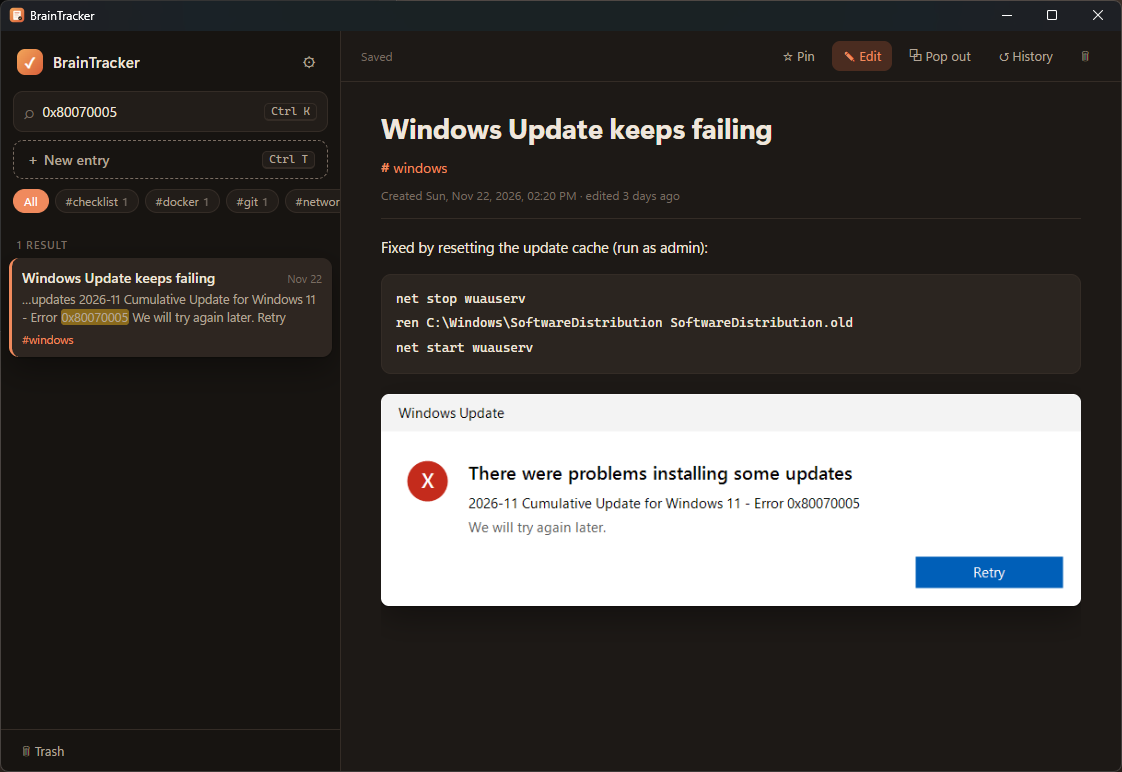 BrainTracker
BrainTracker
0x80070005
Ctrl K
+ New entry
Ctrl T
All
#checklist 1
#docker 1
#git 1
#networ
1 RESULT
Windows Update keeps failing
Nov 22
...updates 2026-11 Cumulative Update for Windows 11
- Error 0x80070005 We will try again later. Retry
#windows
Trash
Saved
Pin
Edit
Pop out
History
Windows Update keeps failing
# windows
Created Sun, Nov 22, 2026, 02:20 PM · edited 3 days ago
Fixed by resetting the update cache (run as admin):
net stop wuauserv
ren C:\Windows\SoftwareDistribution SoftwareDistribution.old
net start wuauserv
Windows Update
X
There were problems installing some updates
2026-11 Cumulative Update for Windows 11 - Error 0x80070005
We will try again later.
Retry